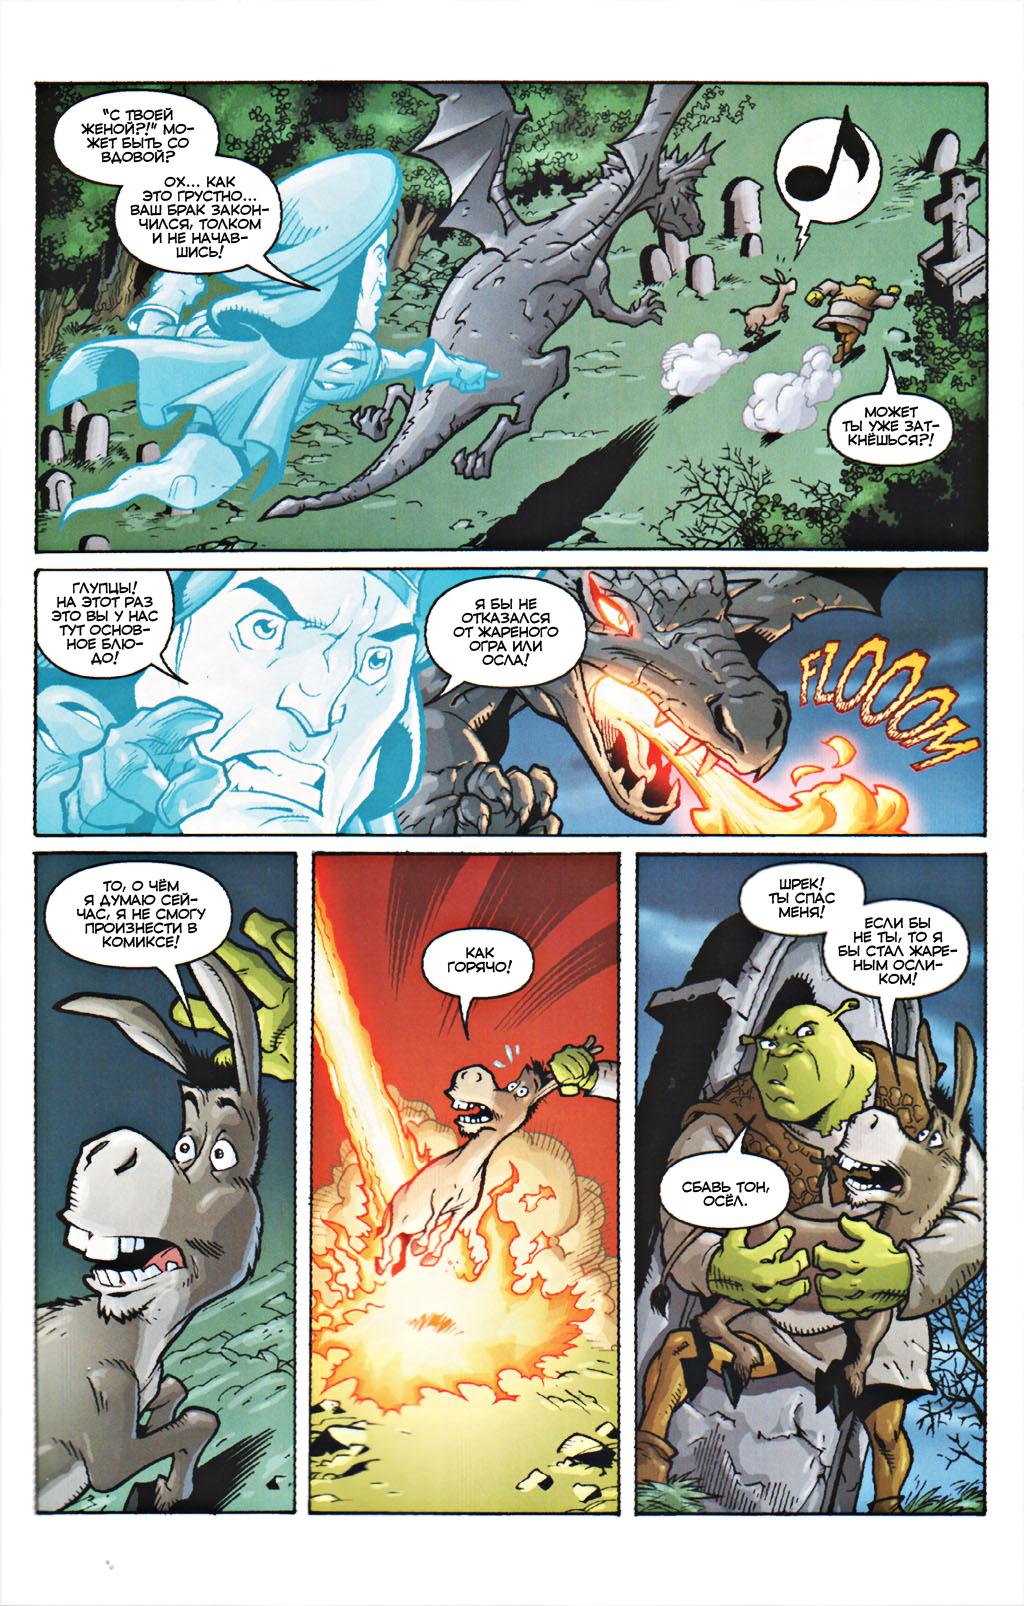 “С ТВОЕЙ
ЖЕНОЙ?!” МО-
ЖЕТ БЫТЬ СО
ВДОВОЙ?
ОХ... КАК
ЭТО ГРУСТНО...
ВАШ БРАК ЗАКОН-
ЧИЛСЯ, ТОЛКОМ
И НЕ НАЧАВ-
ШИСЬ!
МОЖЕТ
ТЫ УЖЕ ЗАТ-
КНЁШЬСЯ?!
ГЛУПЦЫ!
НА ЭТОТ РАЗ
ЭТО ВЫ У НАС
ТУТ ОСНОВ-
НОЕ БЛЮ-
ДО!
Я БЫ НЕ
ОТКАЗАЛСЯ
ОТ ЖАРЕНОГО
ОГРА ИЛИ
ОСЛА!
FLOOOM
ТО, О ЧЁМ
Я ДУМАЮ СЕЙ-
ЧАС, Я НЕ СМОГУ
ПРОИЗНЕСТИ В
КОМИКСЕ!
КАК
ГОРЯЧО!
ШРЕК!
ТЫ СПАС
МЕНЯ!
ЕСЛИ БЫ
НЕ ТЫ, ТО Я
БЫ СТАЛ ЖАРЕ-
НЫМ ОСЛИ-
КОМ!
СБАВЬ ТОН,
ОСЁЛ.